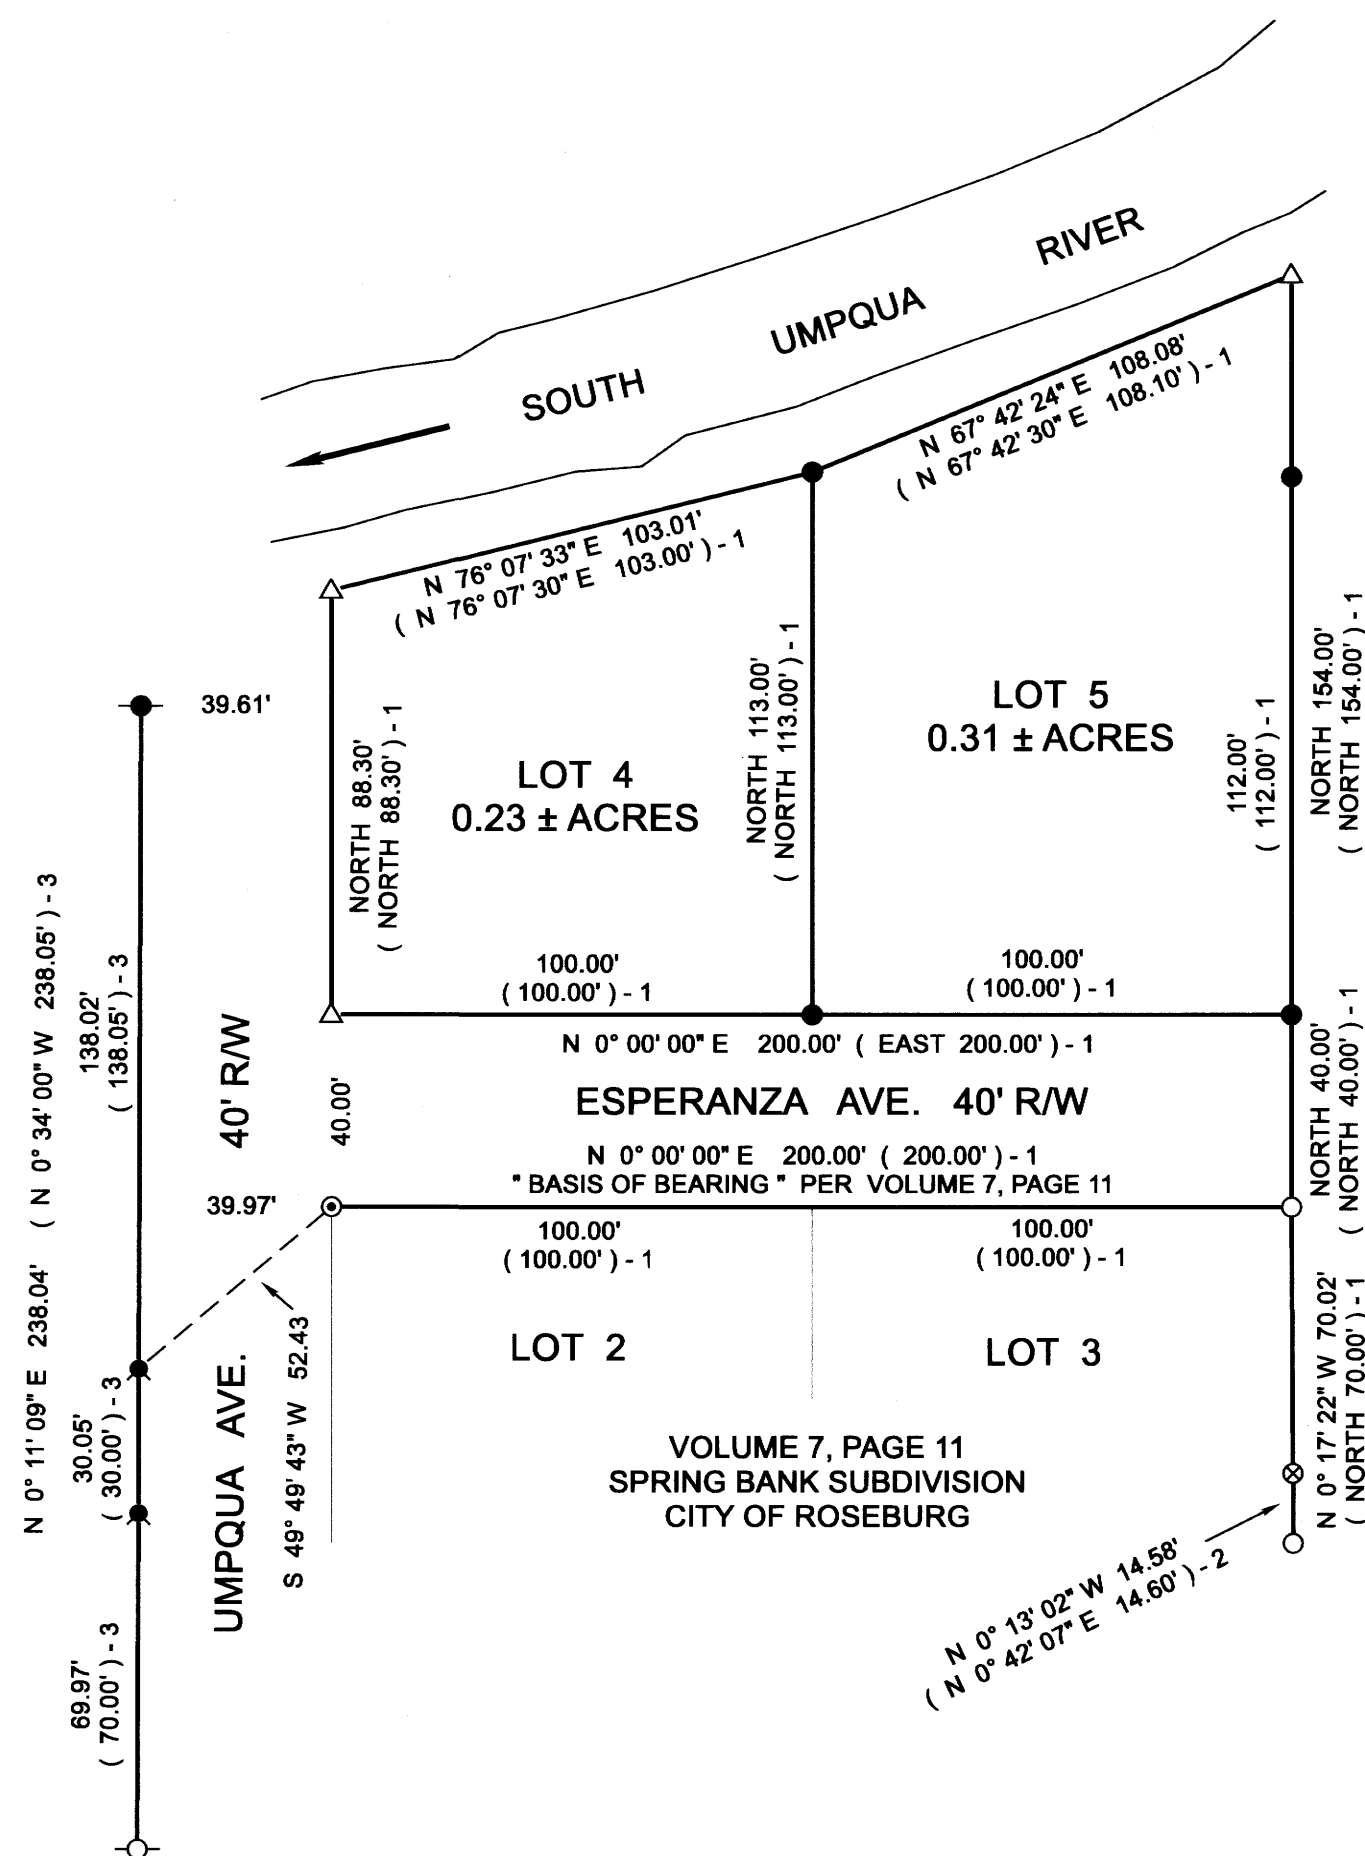 SOUTH UMPQUA RIVER
N 67° 42' 24" E 108.08'
( N 67° 42' 30" E 108.10' ) - 1
N 76° 07' 33" E 103.01'
( N 76° 07' 30" E 103.00' ) - 1
39.61'
NORTH 88.30'
( NORTH 88.30' ) - 1
LOT 4
0.23 ± ACRES
NORTH 113.00'
( NORTH 113.00' ) - 1
LOT 5
0.31 ± ACRES
112.00'
( 112.00' ) - 1
NORTH 154.00'
( NORTH 154.00' ) - 1
100.00'
( 100.00' ) - 1
100.00'
( 100.00' ) - 1
N 0° 00' 00" E 200.00' ( EAST 200.00' ) - 1
ESPERANZA AVE. 40' R/W
N 0° 00' 00" E 200.00' ( 200.00' ) - 1
" BASIS OF BEARING " PER VOLUME 7, PAGE 11
40.00'
NORTH 40.00'
( NORTH 40.00' ) - 1
39.97'
100.00'
( 100.00' ) - 1
100.00'
( 100.00' ) - 1
N 0° 11' 09" E 238.04' ( N 0° 34' 00" W 238.05' ) - 3
138.02'
( 138.05' ) - 3
30.05'
( 30.00' ) - 3
69.97'
( 70.00' ) - 3
UMPQUA AVE. 40' R/W
S 49° 49' 43" W 52.43
LOT 2
LOT 3
VOLUME 7, PAGE 11
SPRING BANK SUBDIVISION
CITY OF ROSEBURG
N 0° 17' 22" W 70.02'
( NORTH 70.00' ) - 1
N 0° 13' 02" W 14.58'
( N 0° 42' 07" E 14.60' ) - 2